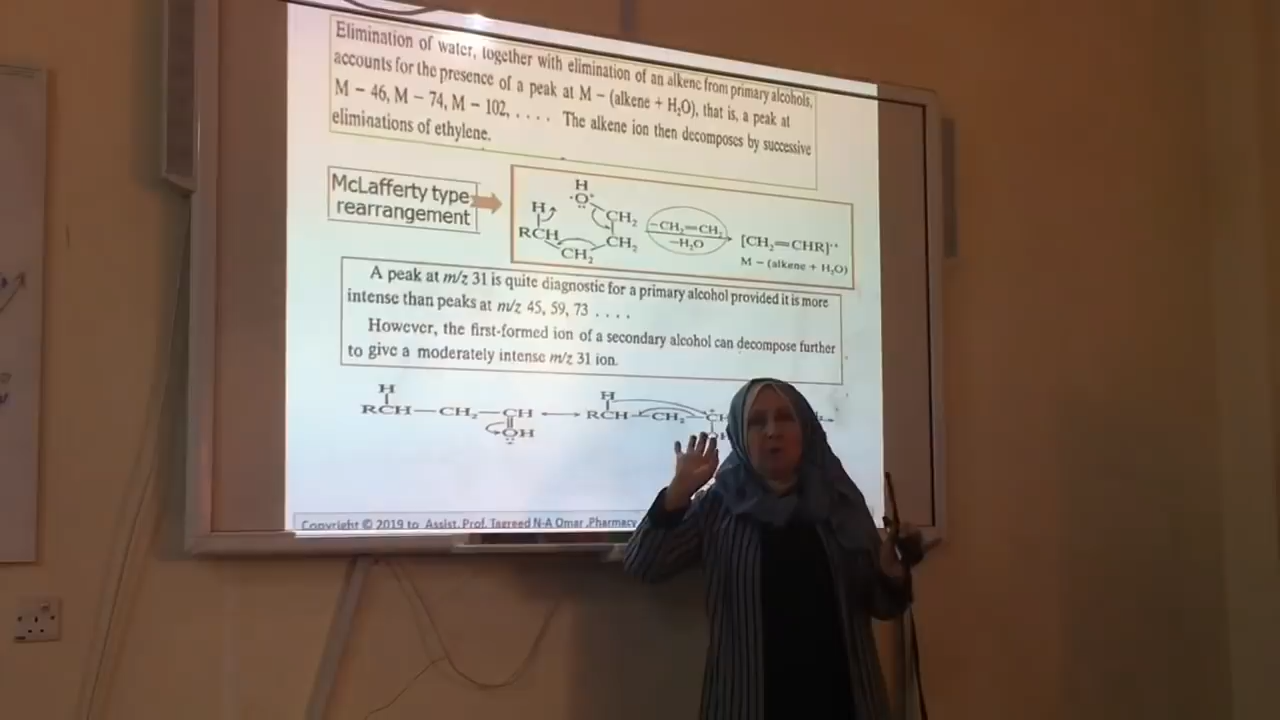 Elimination of water, together with elimination of an alkene from primary alcohols,
accounts for the presence of a peak at M − (alkene + H₂O), that is, a peak at
M − 46, M − 74, M − 102, . . . . The alkene ion then decomposes by successive
eliminations of ethylene.
McLafferty type
rearrangement
H
·O·
H
CH₂
RCH
CH₂
CH₂
−CH₂=CH₂
−H₂O
[CH₂=CHR]
M − (alkene + H₂O)
A peak at m/z 31 is quite diagnostic for a primary alcohol provided it is more
intense than peaks at m/z 45, 59, 73 . . . .
However, the first-formed ion of a secondary alcohol can decompose further
to give a moderately intense m/z 31 ion.
H
RCH—CH₂—CH
OH
H
RCH—CH₂—
Copyright © 2019 to Assist. Prof. Tagreed N-A Omar ,Pharmacy